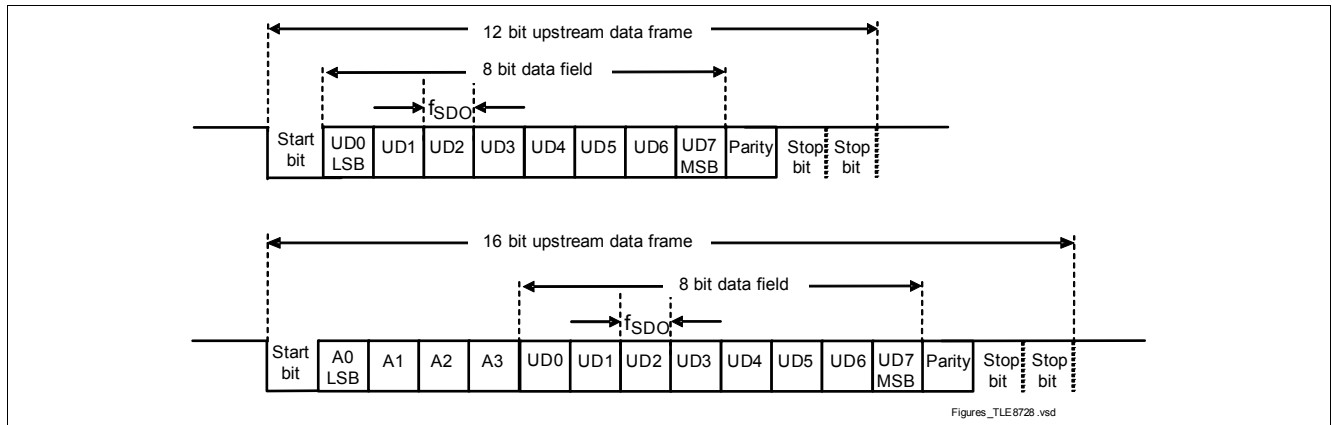 12 bit upstream data frame
8 bit data field
fSDO
Start bit UD0 LSB UD1 UD2 UD3 UD4 UD5 UD6 UD7 MSB Parity Stop bit Stop bit
16 bit upstream data frame
8 bit data field
fSDO
Start bit A0 LSB A1 A2 A3 UD0 UD1 UD2 UD3 UD4 UD5 UD6 UD7 MSB Parity Stop bit Stop bit
Figures_TLE8728.vsd